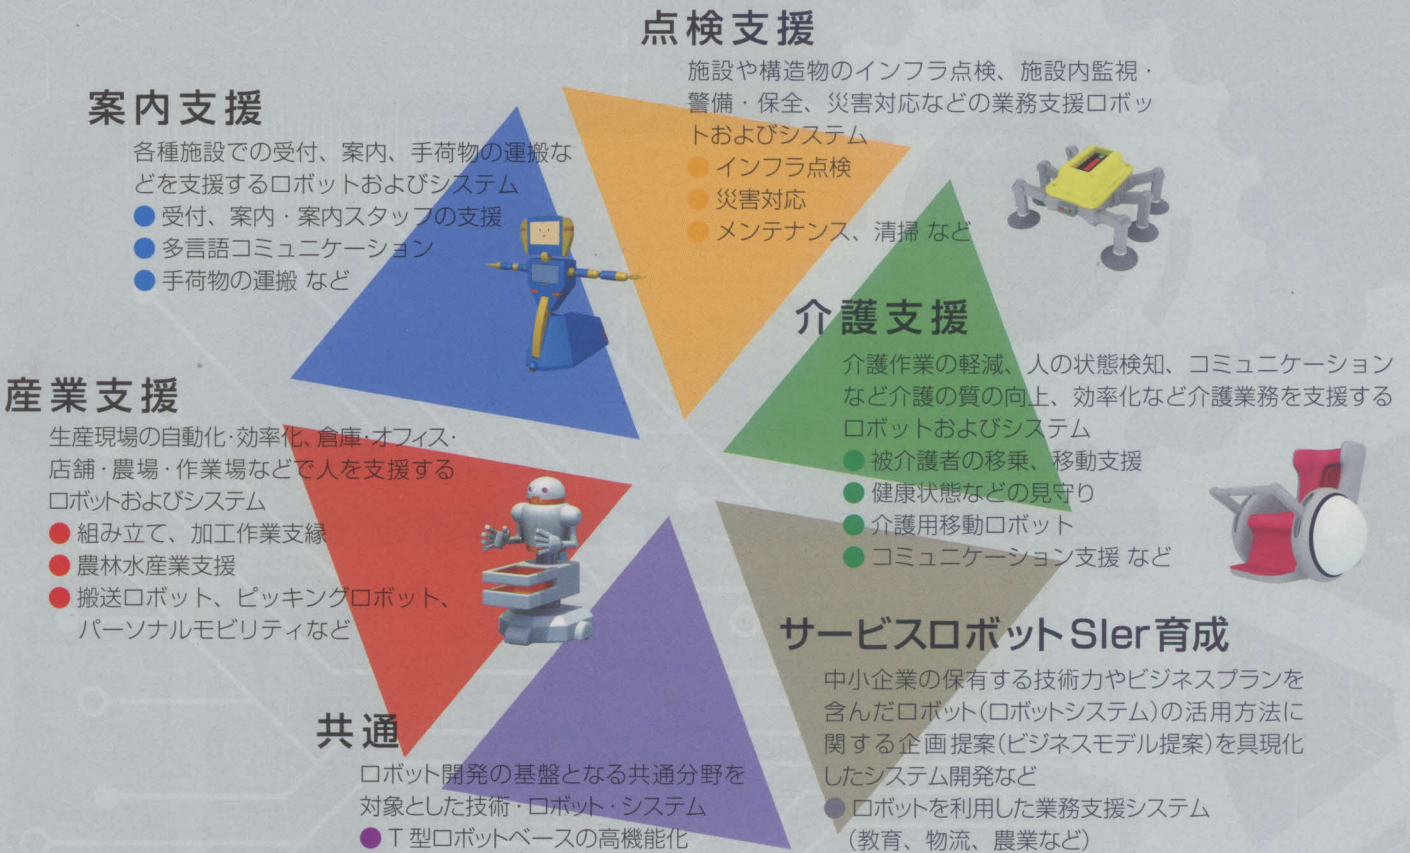 点検支援
施設や構造物のインフラ点検、施設内監視・
警備・保全、災害対応などの業務支援ロボッ
トおよびシステム
● インフラ点検
● 災害対応
● メンテナンス、清掃 など
案内支援
各種施設での受付、案内、手荷物の運搬な
どを支援するロボットおよびシステム
● 受付、案内・案内スタッフの支援
● 多言語コミュニケーション
● 手荷物の運搬 など
介護支援
介護作業の軽減、人の状態検知、コミュニケーション
など介護の質の向上、効率化など介護業務を支援する
ロボットおよびシステム
● 被介護者の移乗、移動支援
● 健康状態などの見守り
● 介護用移動ロボット
● コミュニケーション支援 など
産業支援
生産現場の自動化・効率化、倉庫・オフィス・
店舗・農場・作業場などで人を支援する
ロボットおよびシステム
● 組み立て、加工作業支縁
● 農林水産業支援
● 搬送ロボット、ピッキングロボット、
パーソナルモビリティなど
サービスロボットSIer育成
中小企業の保有する技術力やビジネスプランを
含んだロボット(ロボットシステム)の活用方法に
関する企画提案(ビジネスモデル提案)を具現化
したシステム開発など
● ロボットを利用した業務支援システム
(教育、物流、農業など)
共通
ロボット開発の基盤となる共通分野を
対象とした技術・ロボット・システム
● T型ロボットベースの高機能化